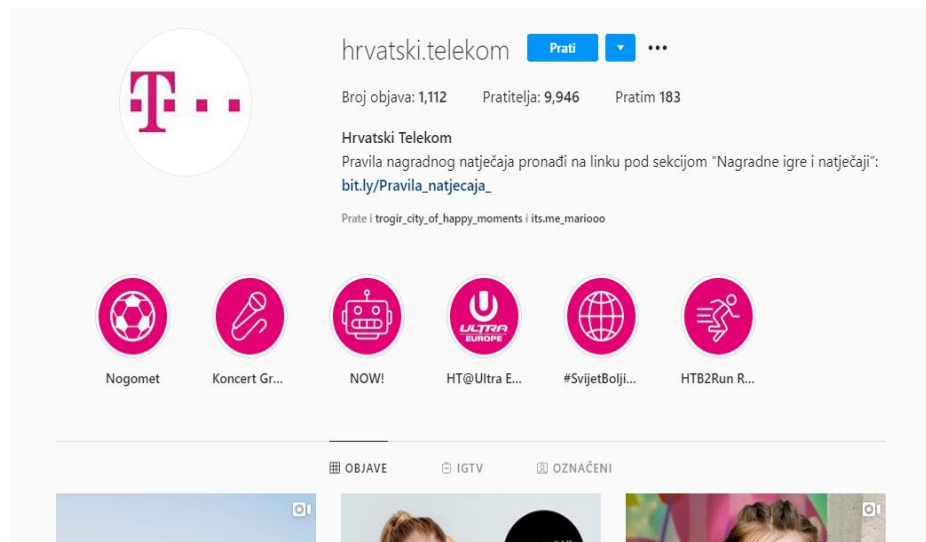 T
hrvatski.telekom Prati
Broj objava: 1,112 Pratitelja: 9,946 Pratim 183
Hrvatski Telekom
Pravila nagradnog natječaja pronađi na linku pod sekcijom "Nagradne igre i natječaji":
bit.ly/Pravila_natjecaja_
Prate i trogir_city_of_happy_moments i its.me_mariooo
U
ULTRA
EUROPE
Nogomet Koncert Gr... NOW! HT@Ultra E... #SvijetBolji... HTB2Run R...
OBJAVE IGTV OZNAČENI